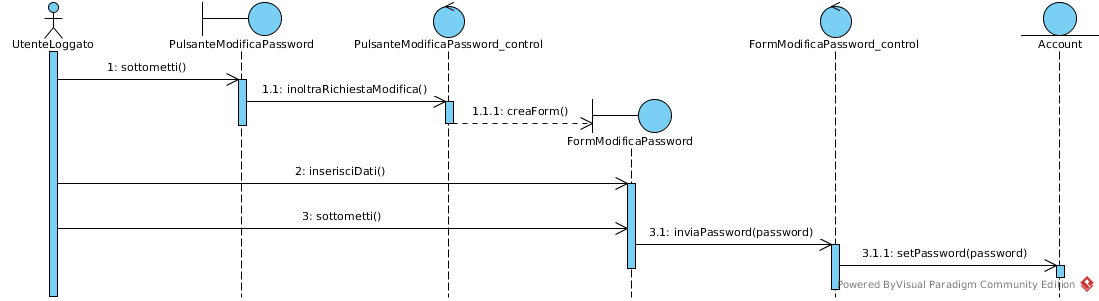 UtenteLoggato
PulsanteModificaPassword
PulsanteModificaPassword_control
FormModificaPassword_control
Account
1: sottometti()
1.1: inoltraRichiestaModifica()
1.1.1: creaForm()
FormModificaPassword
2: inserisciDati()
3: sottometti()
3.1: inviaPassword(password)
3.1.1: setPassword(password)
Powered ByVisual Paradigm Community Edition